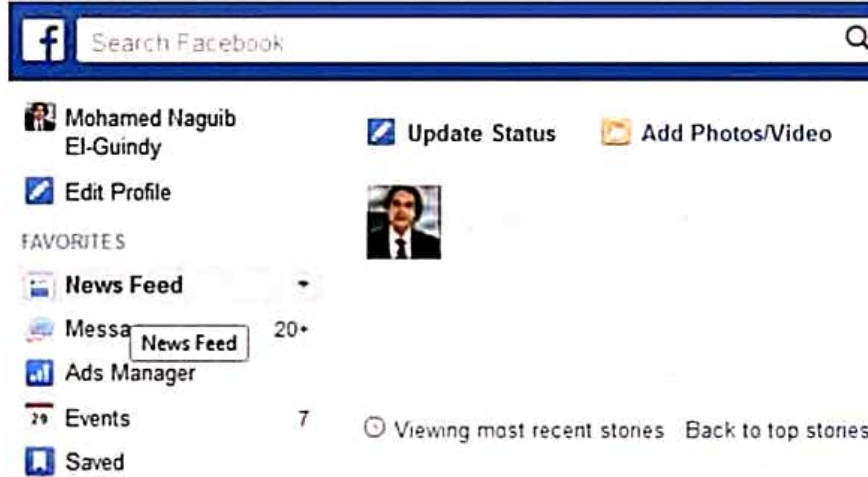 f Search Facebook
Mohamed Naguib
El-Guindy
Edit Profile
FAVORITES
News Feed
Messa 20+
News Feed
Ads Manager
29 Events 7
Saved
Update Status Add Photos/Video
Viewing most recent stories Back to top stories